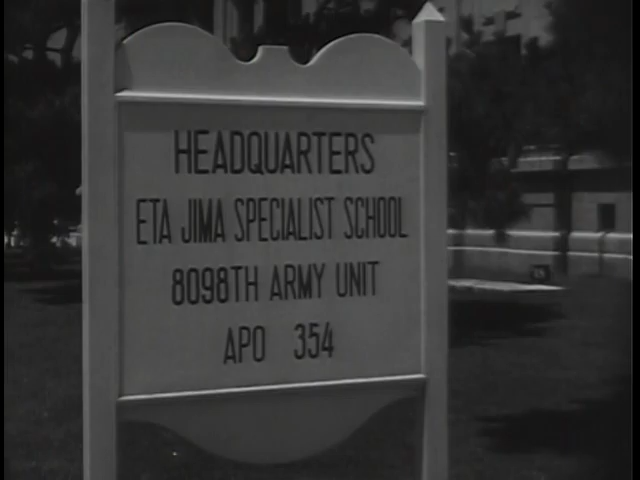 HEADQUARTERS
ETA JIMA SPECIALIST SCHOOL
8098TH ARMY UNIT
APO 354